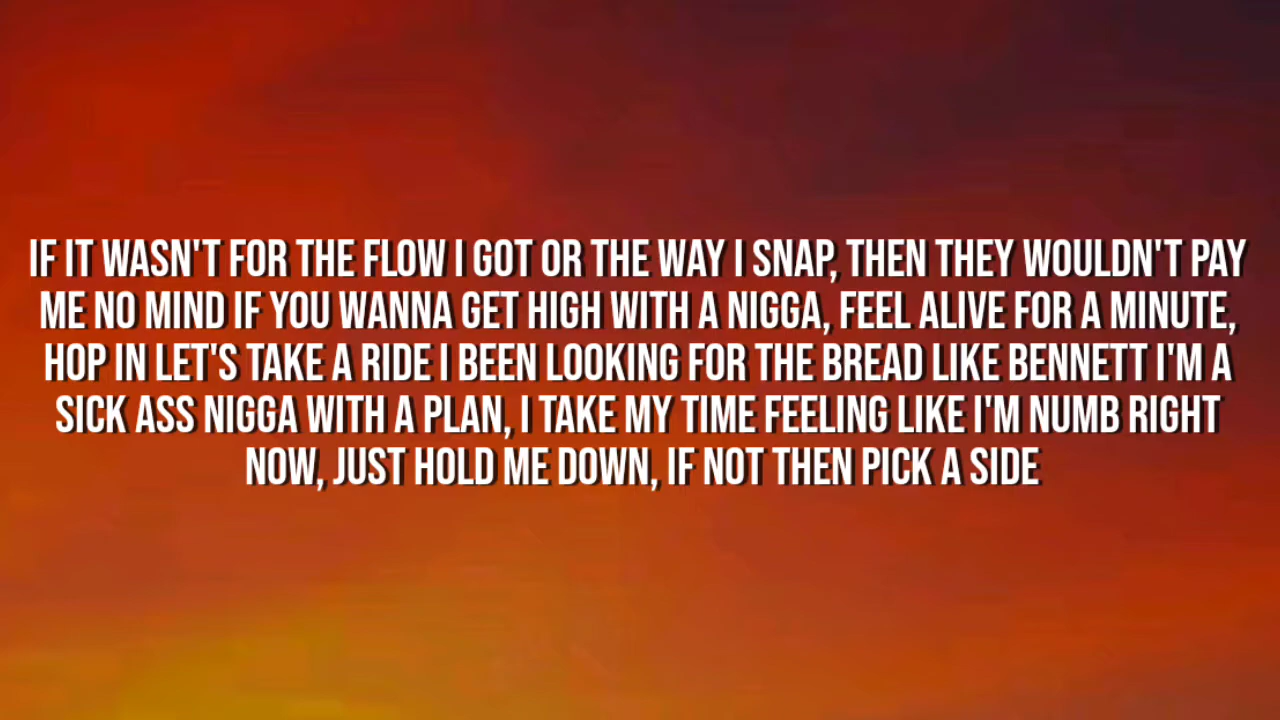 IF IT WASN'T FOR THE FLOW I GOT OR THE WAY I SNAP, THEN THEY WOULDN'T PAY
ME NO MIND IF YOU WANNA GET HIGH WITH A NIGGA, FEEL ALIVE FOR A MINUTE,
HOP IN LET'S TAKE A RIDE I BEEN LOOKING FOR THE BREAD LIKE BENNETT I'M A
SICK ASS NIGGA WITH A PLAN, I TAKE MY TIME FEELING LIKE I'M NUMB RIGHT
NOW, JUST HOLD ME DOWN, IF NOT THEN PICK A SIDE